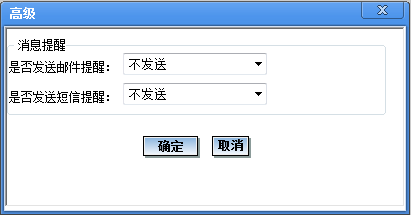 高级
消息提醒
是否发送邮件提醒： 不发送
是否发送短信提醒： 不发送
确定 取消